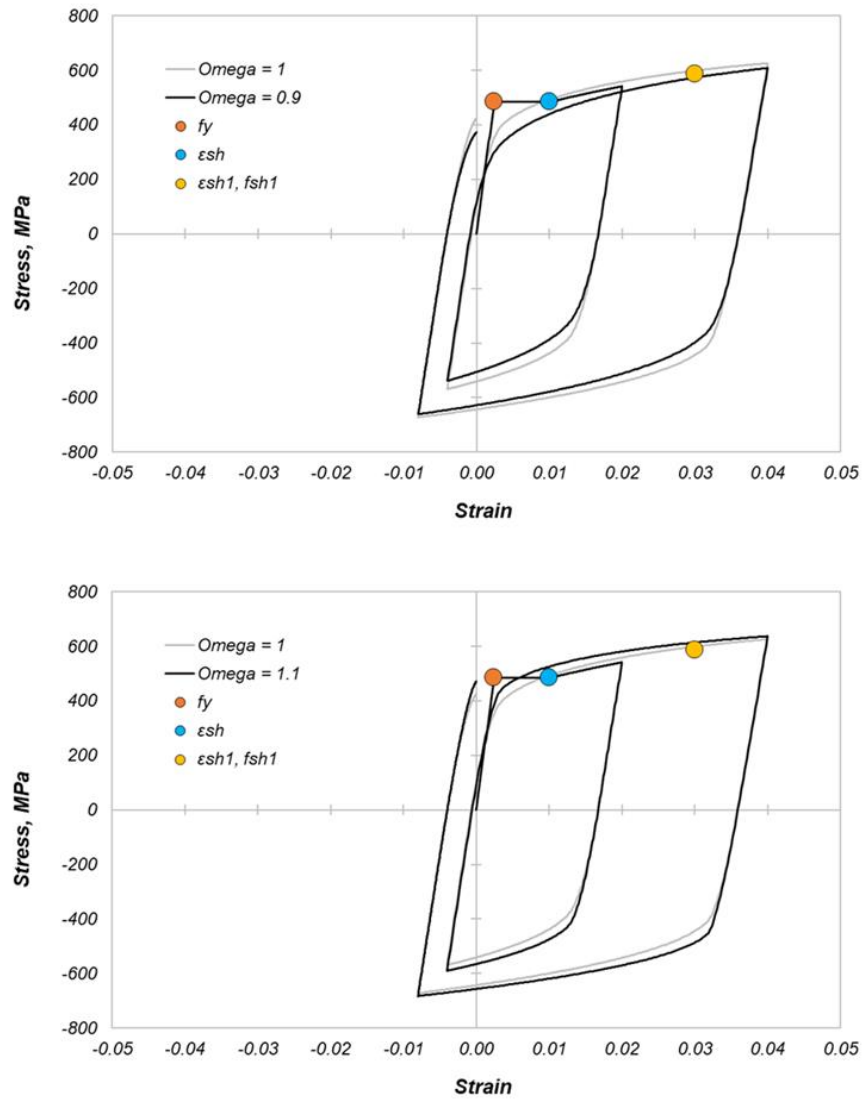 800
600
Omega = 1
Omega = 0.9
400
fy
εsh
200
εsh1, fsh1
0
-200
-400
-600
-800
Stress, MPa
-0.05 -0.04 -0.03 -0.02 -0.01 0.00 0.01 0.02 0.03 0.04 0.05
Strain
800
600
Omega = 1
Omega = 1.1
400
fy
εsh
200
εsh1, fsh1
0
-200
-400
-600
-800
Stress, MPa
-0.05 -0.04 -0.03 -0.02 -0.01 0.00 0.01 0.02 0.03 0.04 0.05
Strain